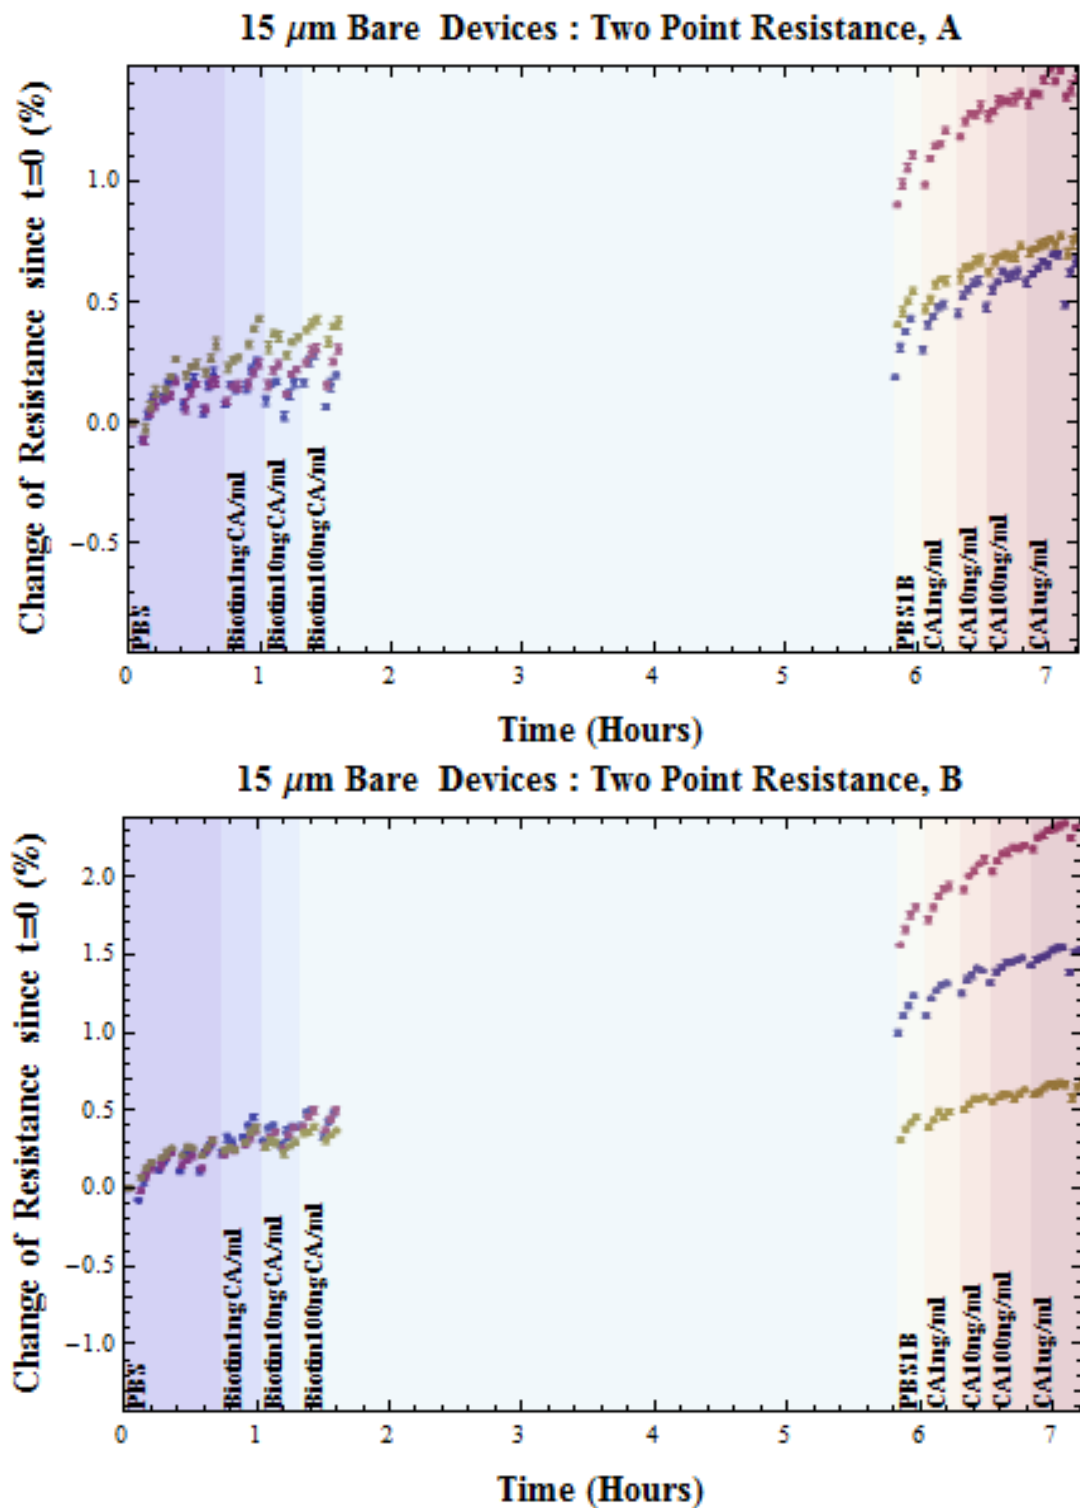 15 μm Bare Devices : Two Point Resistance, A
Change of Resistance since t=0 (%)
1.0
0.5
0.0
−0.5
PBS
Biotin1ngCA/ml
Biotin10ngCA/ml
Biotin100ngCA/ml
PBS1B
CA1ng/ml
CA10ng/ml
CA100ng/ml
CA1ug/ml
0 1 2 3 4 5 6 7
Time (Hours)
15 μm Bare Devices : Two Point Resistance, B
Change of Resistance since t=0 (%)
2.0
1.5
1.0
0.5
0.0
−0.5
−1.0
PBS
Biotin1ngCA/ml
Biotin10ngCA/ml
Biotin100ngCA/ml
PBS1B
CA1ng/ml
CA10ng/ml
CA100ng/ml
CA1ug/ml
0 1 2 3 4 5 6 7
Time (Hours)